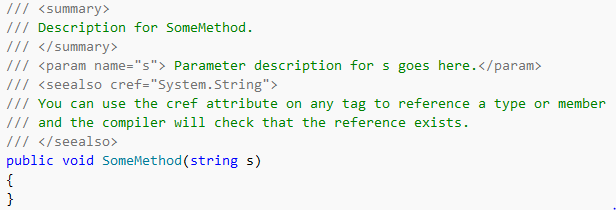 /// <summary>
/// Description for SomeMethod.
/// </summary>
/// <param name="s"> Parameter description for s goes here.</param>
/// <seealso cref="System.String">
/// You can use the cref attribute on any tag to reference a type or member
/// and the compiler will check that the reference exists.
/// </seealso>
public void SomeMethod(string s)
{
}